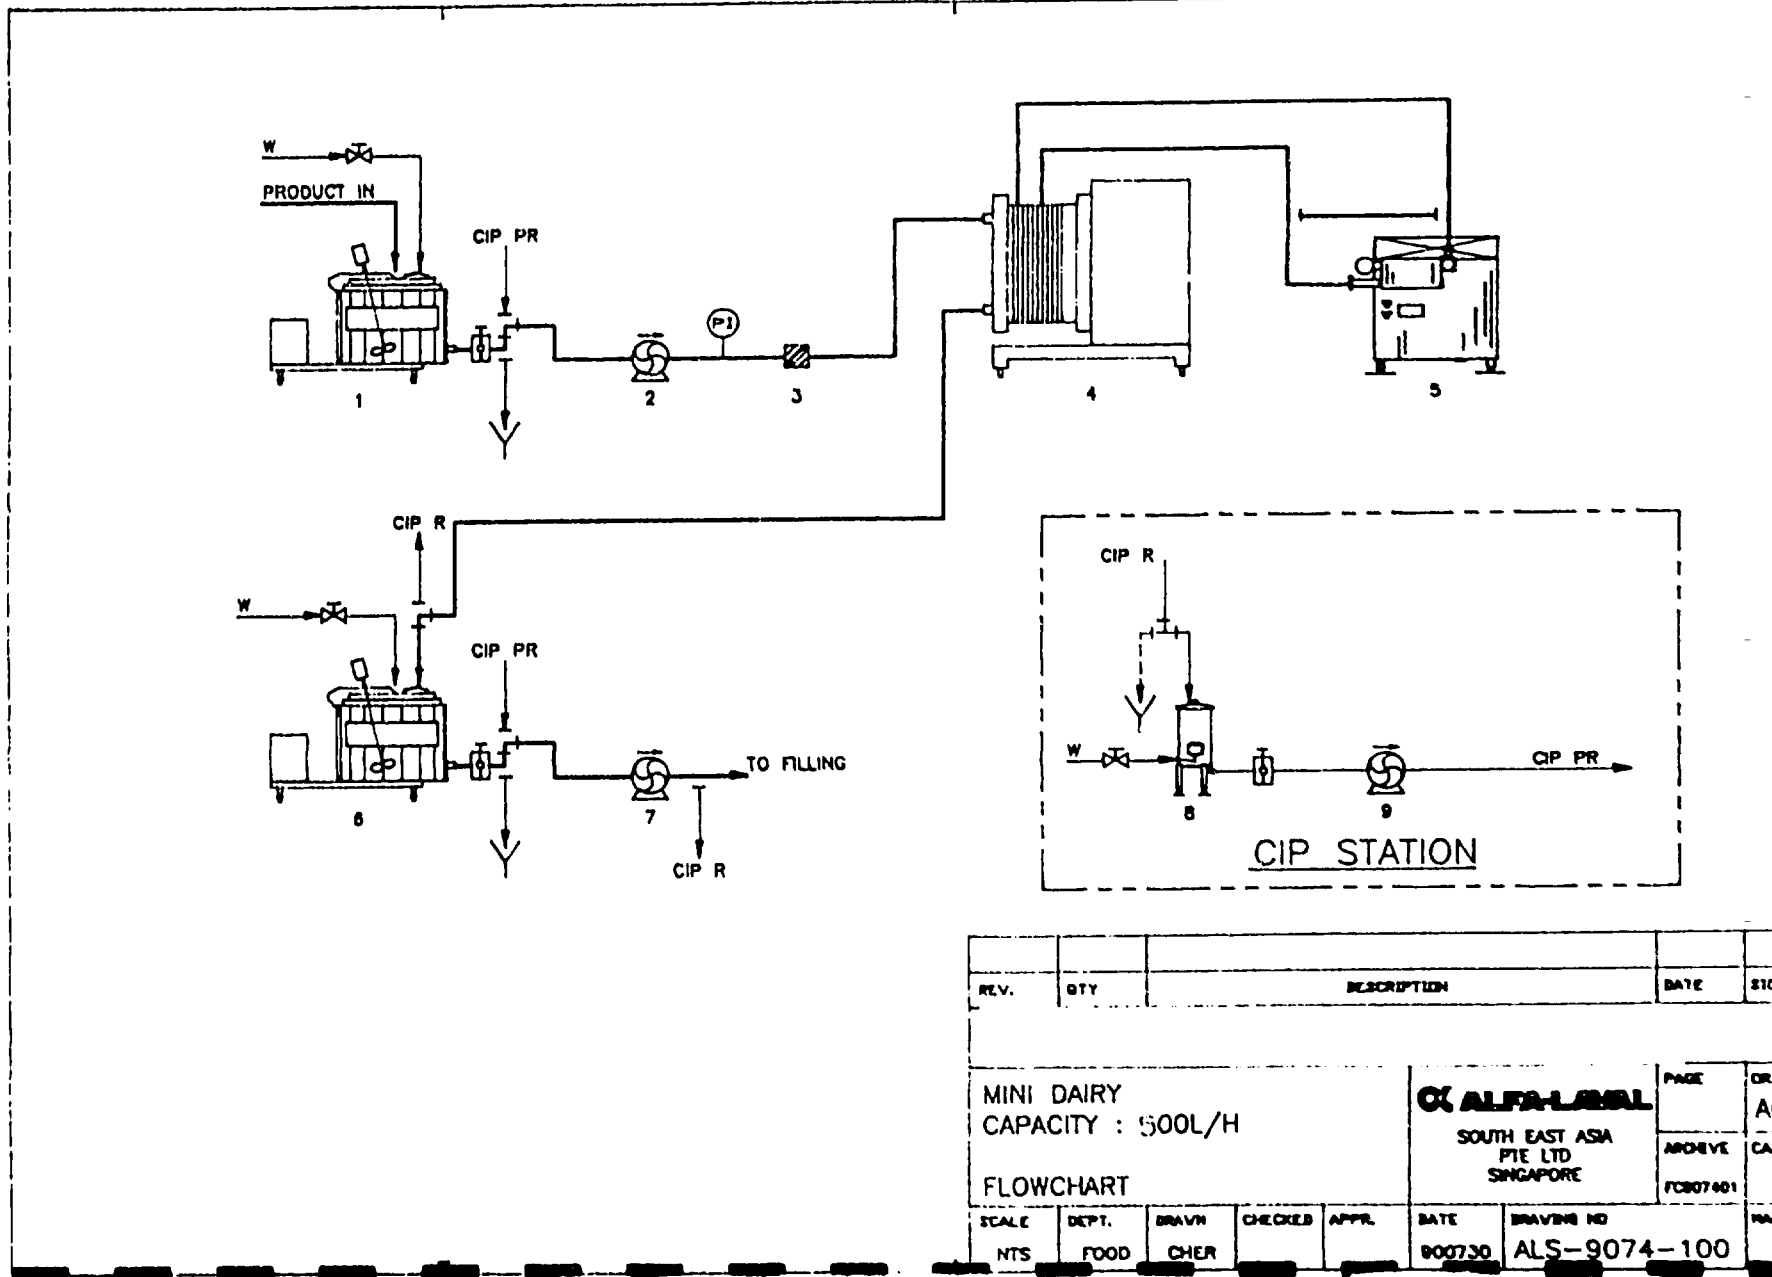 W
PRODUCT IN
CIP PR
PI
1
2
3
4
5
CIP R
W
CIP PR
TO FILLING
6
7
CIP R
CIP R
W
CIP PR
8
9
CIP STATION
REV.
QTY
DESCRIPTION
DATE
MINI DAIRY
CAPACITY : 500L/H
FLOWCHART
ALFA-LAVAL
SOUTH EAST ASIA
PTE LTD
SINGAPORE
PAGE
ARCHIVE
SCALE
NTS
DEPT.
FOOD
DRAWN
CHER
CHECKED
APPR.
DATE
900730
DRAWING NO
ALS-9074-100